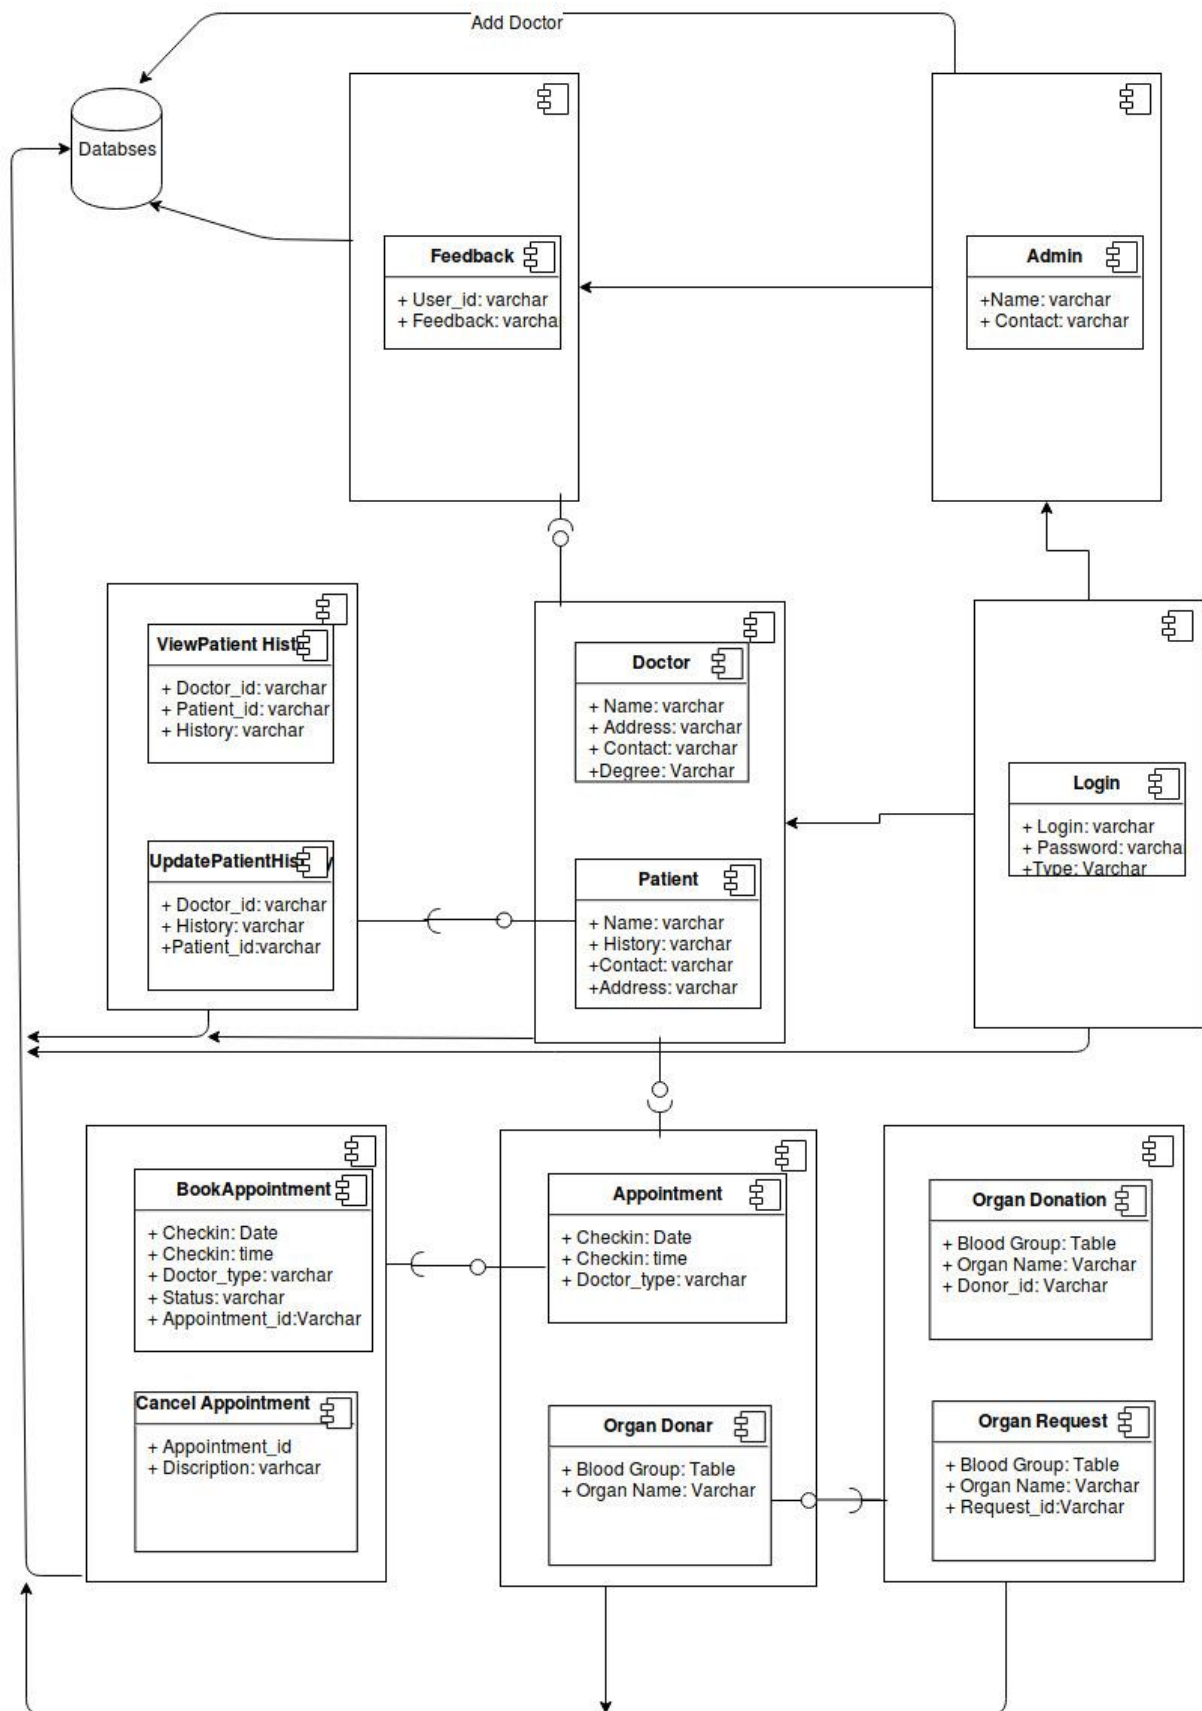 Add Doctor
Databses
Feedback
+ User_id: varchar
+ Feedback: varcha
Admin
+Name: varchar
+ Contact: varchar
ViewPatient Hist
+ Doctor_id: varchar
+ Patient_id: varchar
+ History: varchar
UpdatePatientHis y
+ Doctor_id: varchar
+ History: varchar
+Patient_id:varchar
Doctor
+ Name: varchar
+ Address: varchar
+ Contact: varchar
+Degree: Varchar
Patient
+ Name: varchar
+ History: varchar
+Contact: varchar
+Address: varchar
Login
+ Login: varchar
+ Password: varcha
+Type: Varchar
BookAppointment
+ Checkin: Date
+ Checkin: time
+ Doctor_type: varchar
+ Status: varchar
+ Appointment_id:Varchar
Cancel Appointment
+ Appointment_id
+ Discription: varhcar
Appointment
+ Checkin: Date
+ Checkin: time
+ Doctor_type: varchar
Organ Donar
+ Blood Group: Table
+ Organ Name: Varchar
Organ Donation
+ Blood Group: Table
+ Organ Name: Varchar
+ Donor_id: Varchar
Organ Request
+ Blood Group: Table
+ Organ Name: Varchar
+ Request_id:Varchar